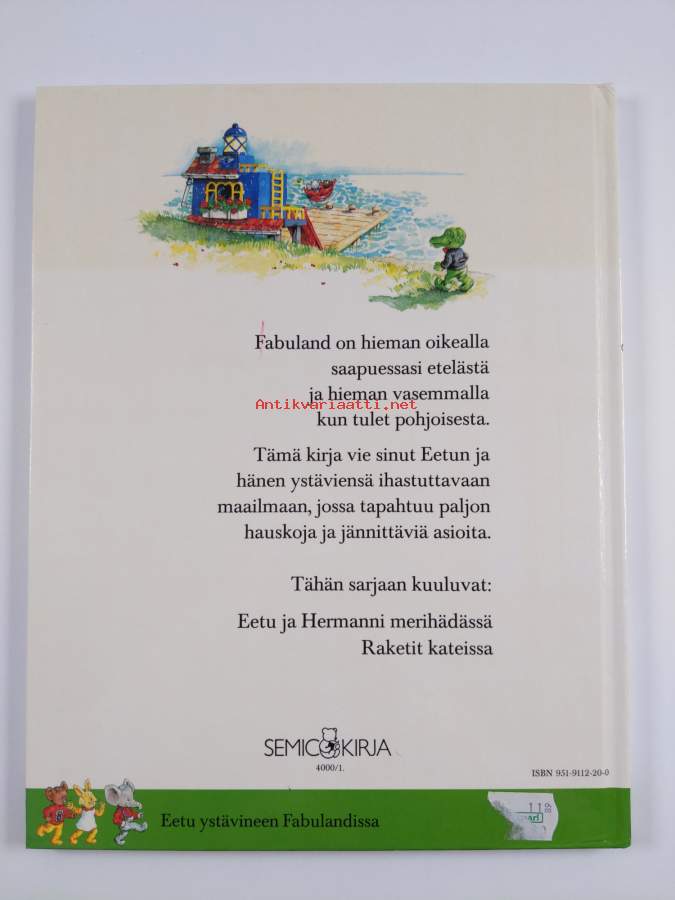 Fabuland on hieman oikealla
saapuessasi etelästä
ja hieman vasemmalla
Antikvariaatti.net
kun tulet pohjoisesta.
Tämä kirja vie sinut Eetun ja
hänen ystäviensä ihastuttavaan
maailmaan, jossa tapahtuu paljon
hauskoja ja jännittäviä asioita.
Tähän sarjaan kuuluvat:
Eetu ja Hermanni merihädässä
Raketit kateissa
SEMIC KIRJA
4000/1.
ISBN 951-9112-20-0
11
89
Eetu ystävineen Fabulandissa